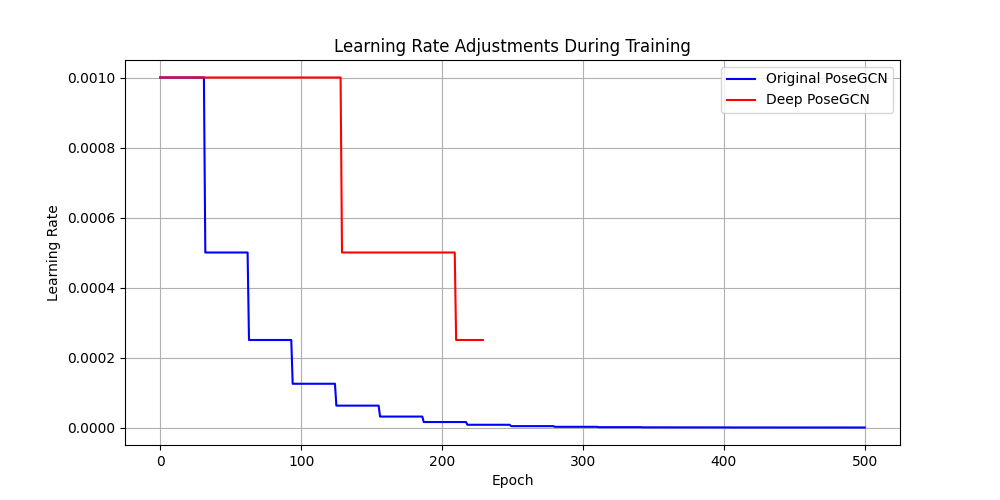 Learning Rate Adjustments During Training
Original PoseGCN
Deep PoseGCN
Learning Rate
0.0010
0.0008
0.0006
0.0004
0.0002
0.0000
0 100 200 300 400 500
Epoch